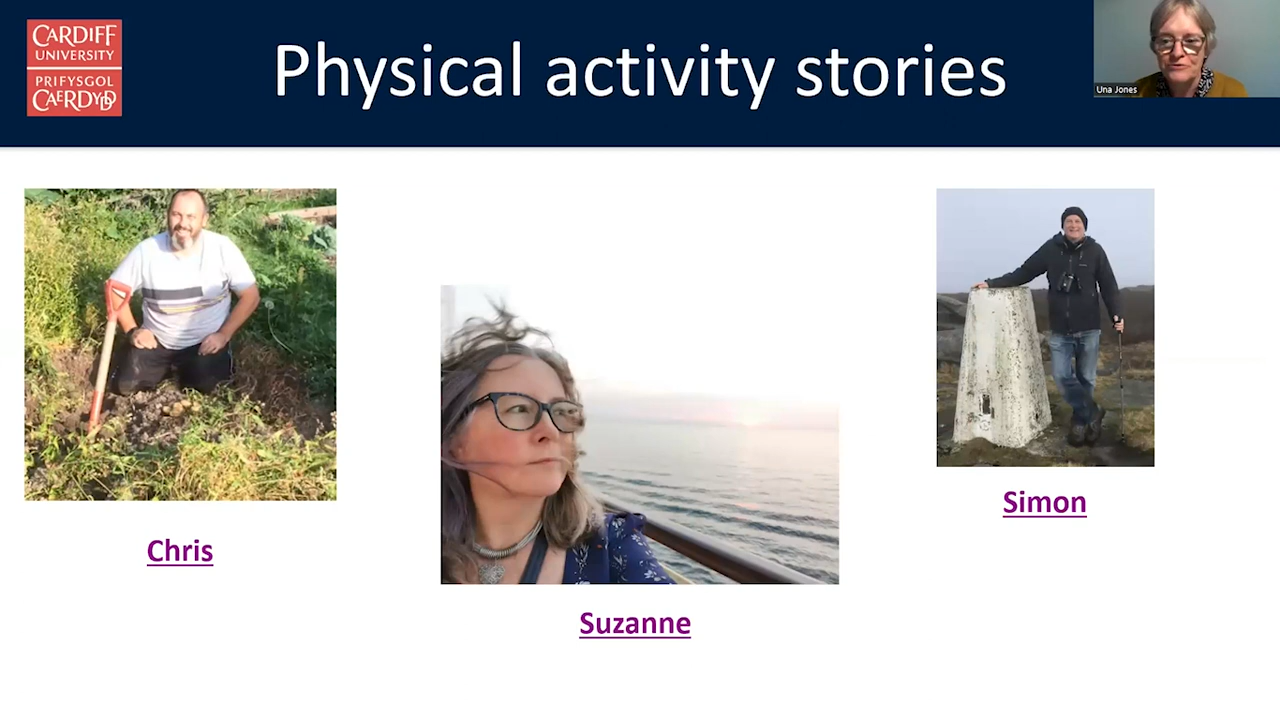 CARDIFF
UNIVERSITY
PRIFYSGOL
CAERDYDD
Physical activity stories
Una Jones
Chris
Suzanne
Simon